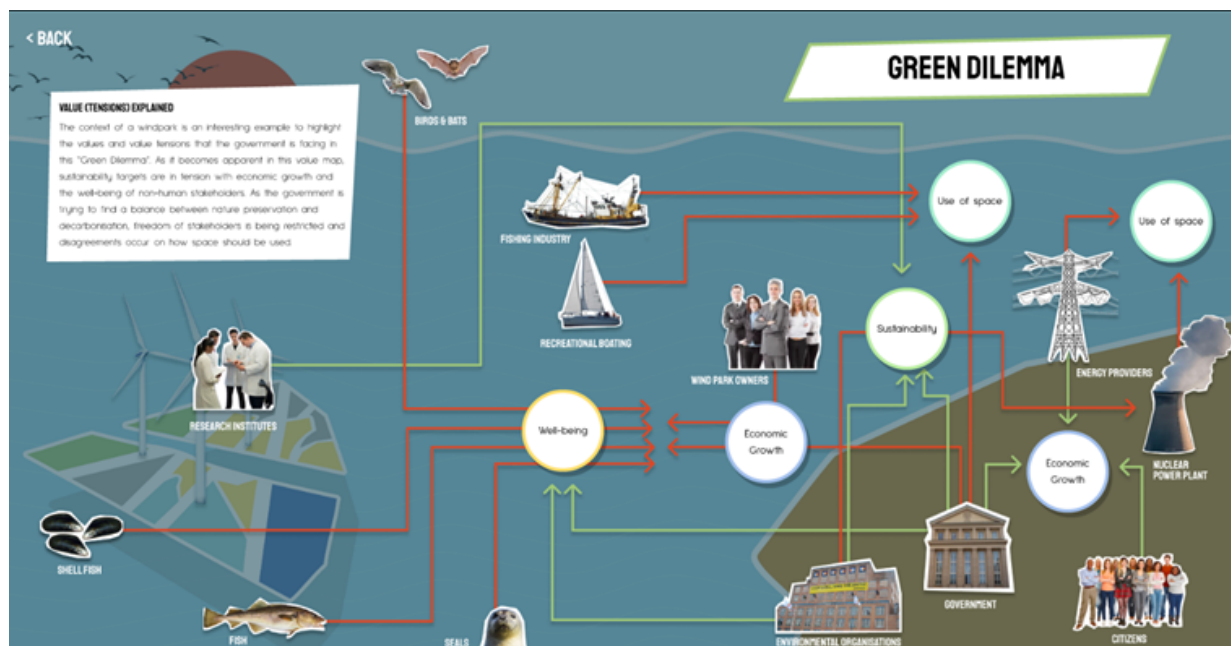 < BACK
GREEN DILEMMA
VALUE (TENSIONS) EXPLAINED
The context of a windpark is an interesting example to highlight
the values and value tensions that the government is facing in
this "Green Dilemma". As it becomes apparent in this value map,
sustainability targets are in tension with economic growth and
the well-being of non-human stakeholders. As the government is
trying to find a balance between nature preservation and
decarbonisation, freedom of stakeholders is being restricted and
disagreements occur on how space should be used.
BIRDS & BATS
FISHING INDUSTRY
Use of space
Use of space
RECREATIONAL BOATING
Sustainability
WIND PARK OWNERS
ENERGY PROVIDERS
RESEARCH INSTITUTES
Well-being
Economic
Growth
Economic
Growth
NUCLEAR
POWER PLANT
SHELL FISH
GOVERNMENT
FISH
SEALS
ENVIRONMENTAL ORGANISATIONS
CITIZENS